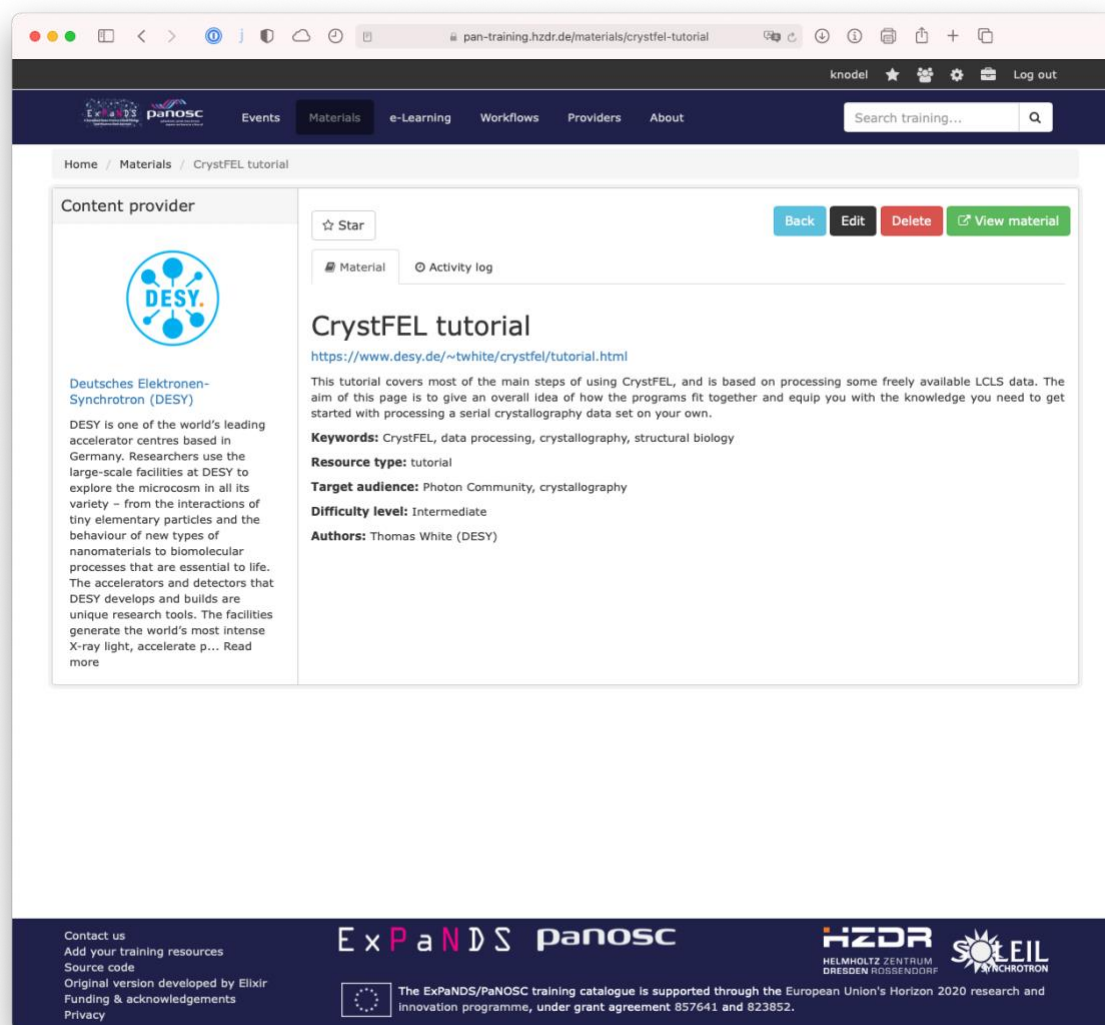 pan-training.hzdr.de/materials/crystfel-tutorial
knodel Log out
ExPaNDS panosc Events Materials e-Learning Workflows Providers About Search training...
Home / Materials / CrystFEL tutorial
Content provider
DESY.
Deutsches Elektronen-
Synchrotron (DESY)
DESY is one of the world's leading
accelerator centres based in
Germany. Researchers use the
large-scale facilities at DESY to
explore the microcosm in all its
variety – from the interactions of
tiny elementary particles and the
behaviour of new types of
nanomaterials to biomolecular
processes that are essential to life.
The accelerators and detectors that
DESY develops and builds are
unique research tools. The facilities
generate the world's most intense
X-ray light, accelerate p... Read
more
Star Back Edit Delete View material
Material Activity log
CrystFEL tutorial
https://www.desy.de/~twhite/crystfel/tutorial.html
This tutorial covers most of the main steps of using CrystFEL, and is based on processing some freely available LCLS data. The
aim of this page is to give an overall idea of how the programs fit together and equip you with the knowledge you need to get
started with processing a serial crystallography data set on your own.
Keywords: CrystFEL, data processing, crystallography, structural biology
Resource type: tutorial
Target audience: Photon Community, crystallography
Difficulty level: Intermediate
Authors: Thomas White (DESY)
Contact us
Add your training resources
Source code
Original version developed by Elixir
Funding & acknowledgements
Privacy
ExPaNDS panosc
HZDR
HELMHOLTZ ZENTRUM
DRESDEN ROSSENDORF
SOLEIL
SYNCHROTRON
The ExPaNDS/PaNOSC training catalogue is supported through the European Union's Horizon 2020 research and
innovation programme, under grant agreement 857641 and 823852.